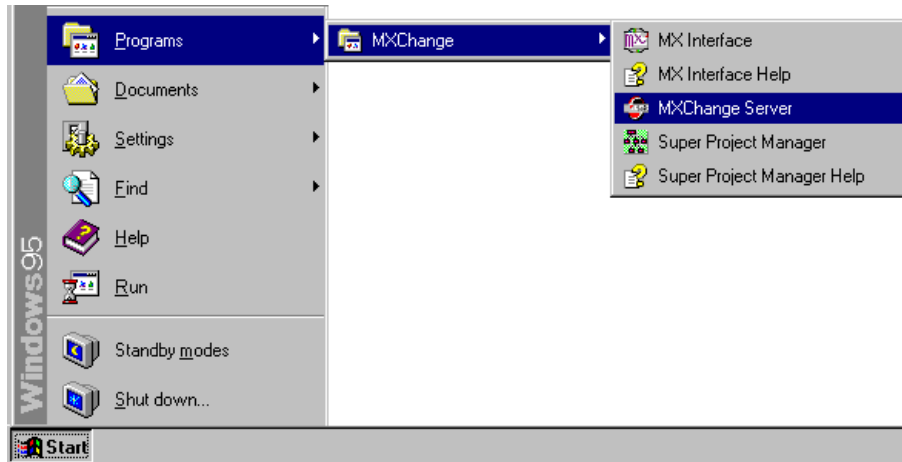 Programs
Documents
Settings
Find
Help
Run
Standby modes
Shut down...
Windows95
Start
MXChange
MX Interface
MX Interface Help
MXChange Server
Super Project Manager
Super Project Manager Help